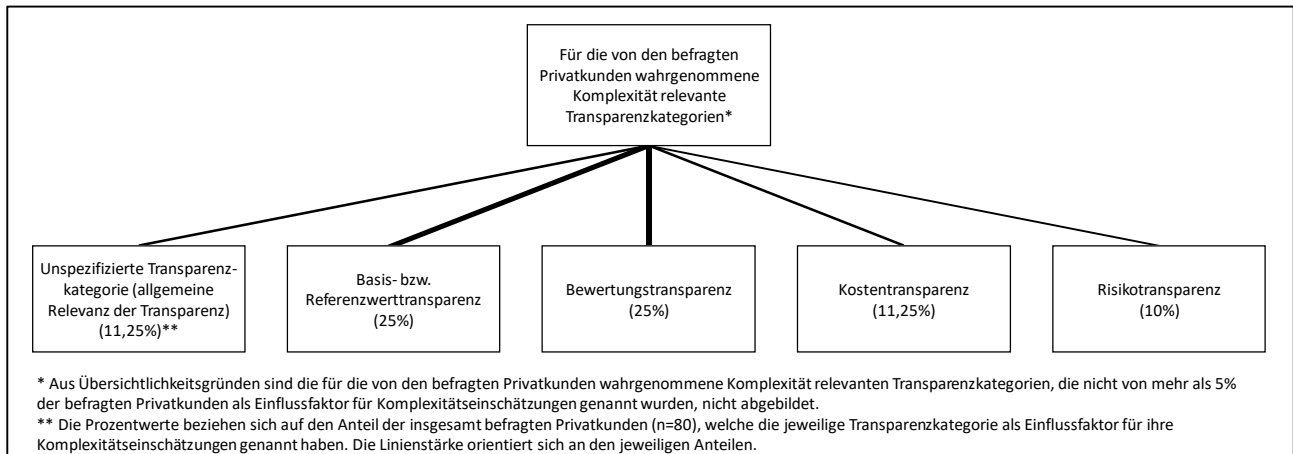 Für die von den befragten
Privatkunden wahrgenommene
Komplexität relevante
Transparenzkategorien*
Unspezifizierte Transparenz-
kategorie (allgemeine
Relevanz der Transparenz)
(11,25%)**
Basis- bzw.
Referenzwerttransparenz
(25%)
Bewertungstransparenz
(25%)
Kostentransparenz
(11,25%)
Risikotransparenz
(10%)
* Aus Übersichtlichkeitsgründen sind die für die von den befragten Privatkunden wahrgenommene Komplexität relevanten Transparenzkategorien, die nicht von mehr als 5%
der befragten Privatkunden als Einflussfaktor für Komplexitätseinschätzungen genannt wurden, nicht abgebildet.
** Die Prozentwerte beziehen sich auf den Anteil der insgesamt befragten Privatkunden (n=80), welche die jeweilige Transparenzkategorie als Einflussfaktor für ihre
Komplexitätseinschätzungen genannt haben. Die Linienstärke orientiert sich an den jeweiligen Anteilen.